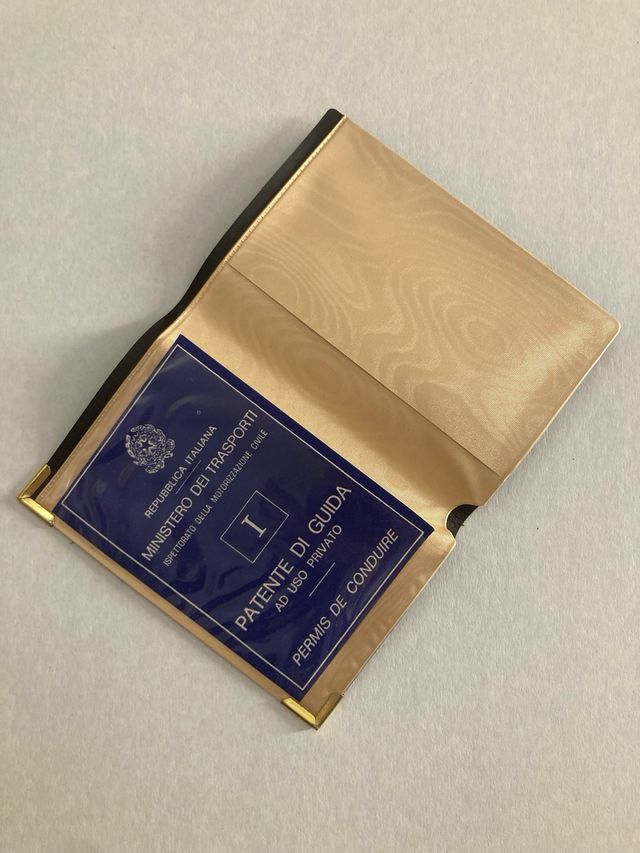 REPUBBLICA ITALIANA
MINISTERO DEI TRASPORTI
ISPETTORATO DELLA MOTORIZZAZIONE CIVILE
I
PATENTE DI GUIDA
AD USO PRIVATO
PERMIS DE CONDUIRE